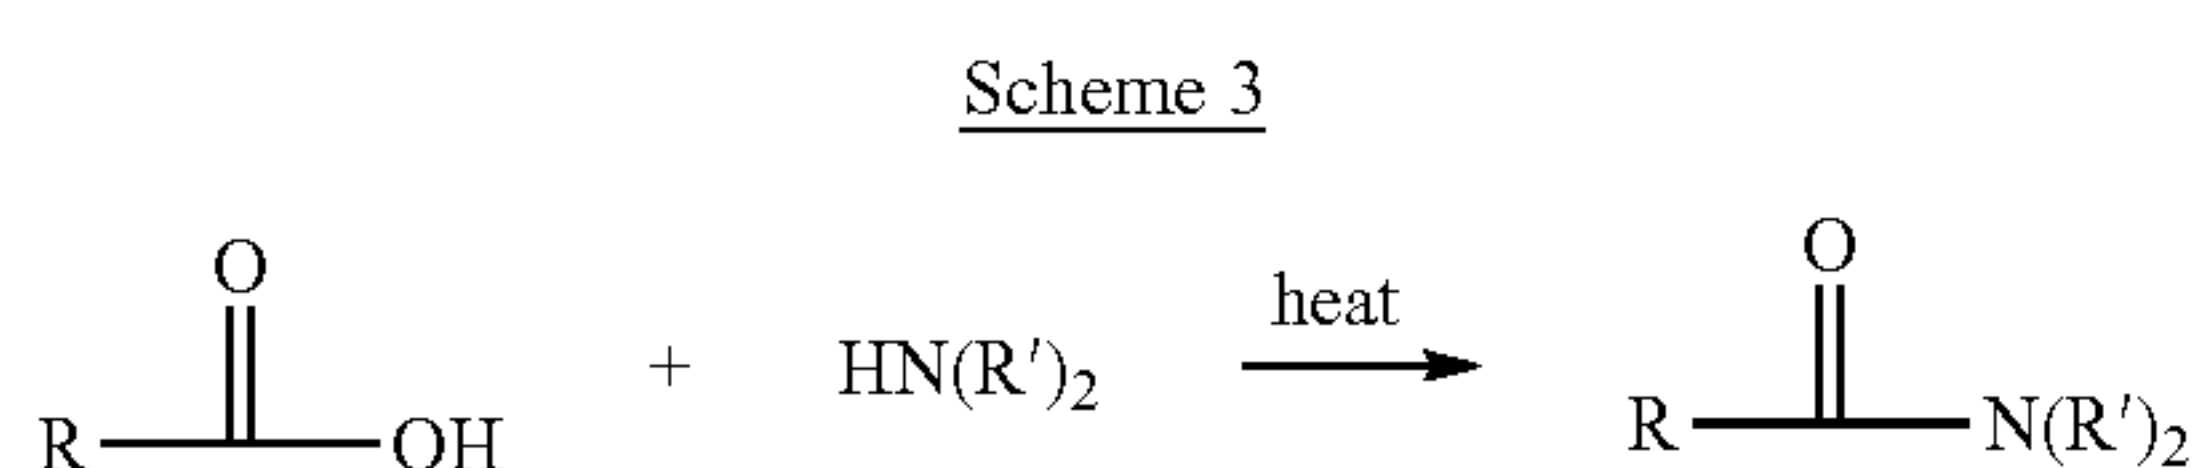 Scheme 3
O
R OH
+ HN(R')₂
heat
O
R N(R')₂